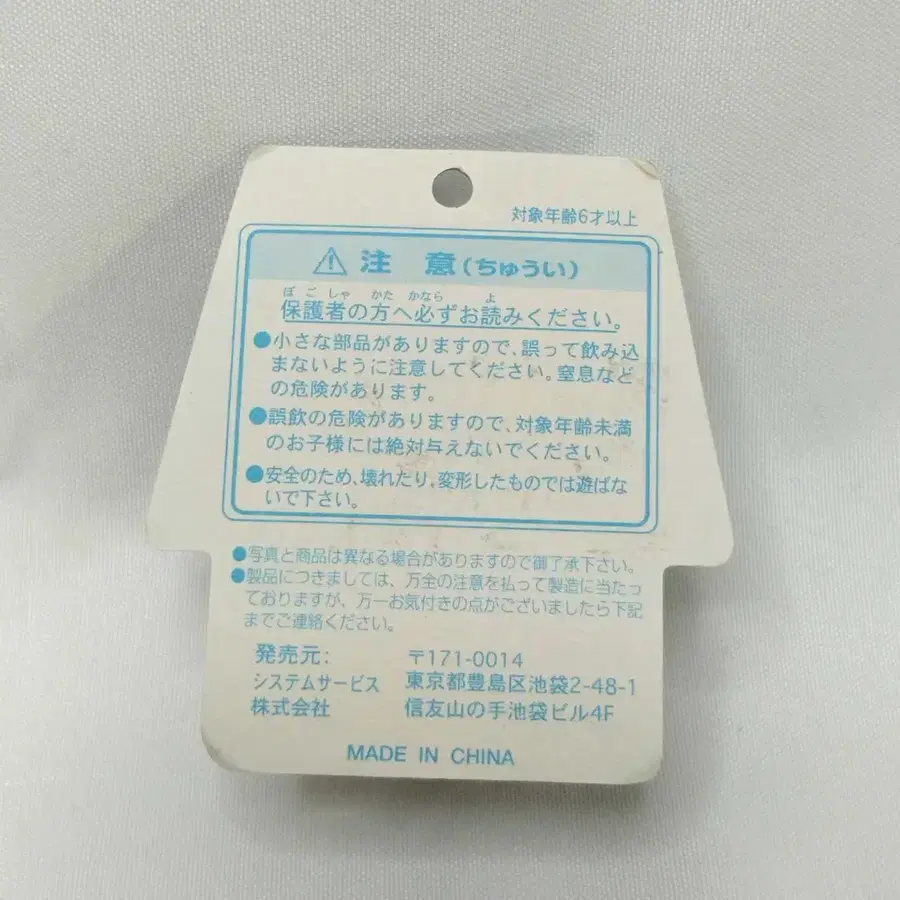 対象年齢6才以上
⚠ 注 意(ちゅうい)
ほごしゃ かた かなら よ
保護者の方へ必ずお読みください。
●小さな部品がありますので、誤って飲み込
まないように注意してください。窒息など
の危険があります。
●誤飲の危険がありますので、対象年齢未満
のお子様には絶対与えないでください。
●安全のため、壊れたり、変形したものでは遊ばな
いで下さい。
●写真と商品は異なる場合がありますので御了承下さい。
●製品につきましては、万全の注意を払って製造に当たっ
ておりますが、万一お気付きの点がございましたら下記
までご連絡ください。
発売元: 〒171-0014
システムサービス 東京都豊島区池袋2-48-1
株式会社 信友山の手池袋ビル4F
MADE IN CHINA